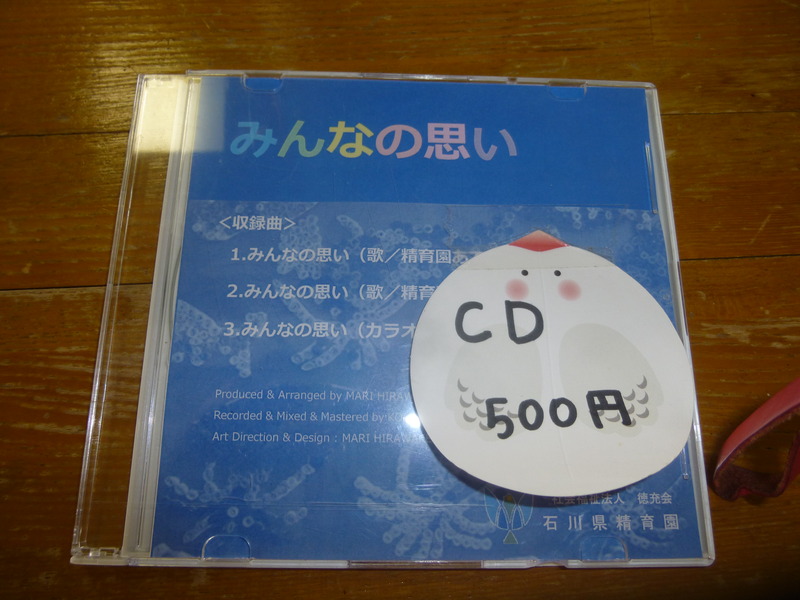 みんなの思い
＜収録曲＞
1.みんなの思い（歌／精育園あ
2.みんなの思い（歌／精育
3.みんなの思い（カラオ
CD
500円
Produced & Arranged by MARI HIRAW
Recorded & Mixed & Mastered by
Art Direction & Design : MARI HIRAW
社会福祉法人 徳充会
石川県精育園